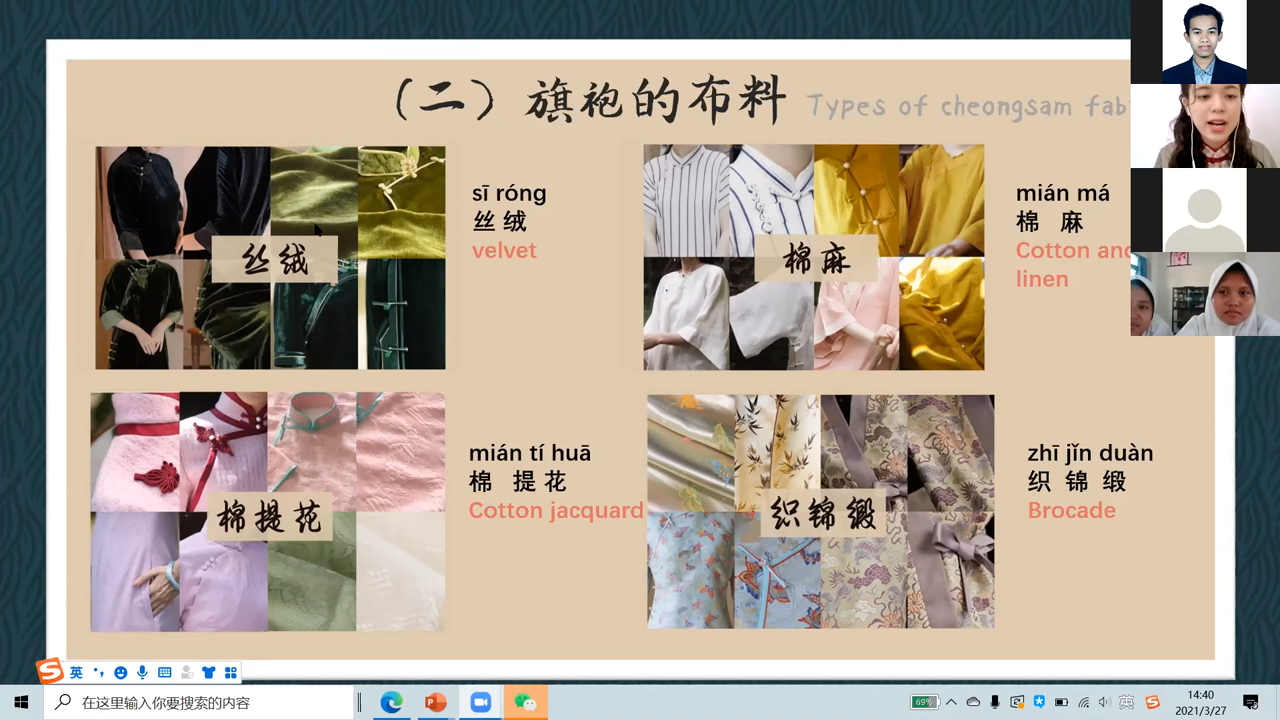 （二）旗袍的布料 Types of cheongsam fab
丝绒
sī róng
丝 绒
velvet
棉麻
mián má
棉 麻
Cotton and
linen
棉提花
mián tí huā
棉 提 花
Cotton jacquard
织锦缎
zhī jǐn duàn
织 锦 缎
Brocade
英
在这里输入你要搜索的内容
69%
英
14:40
2021/3/27